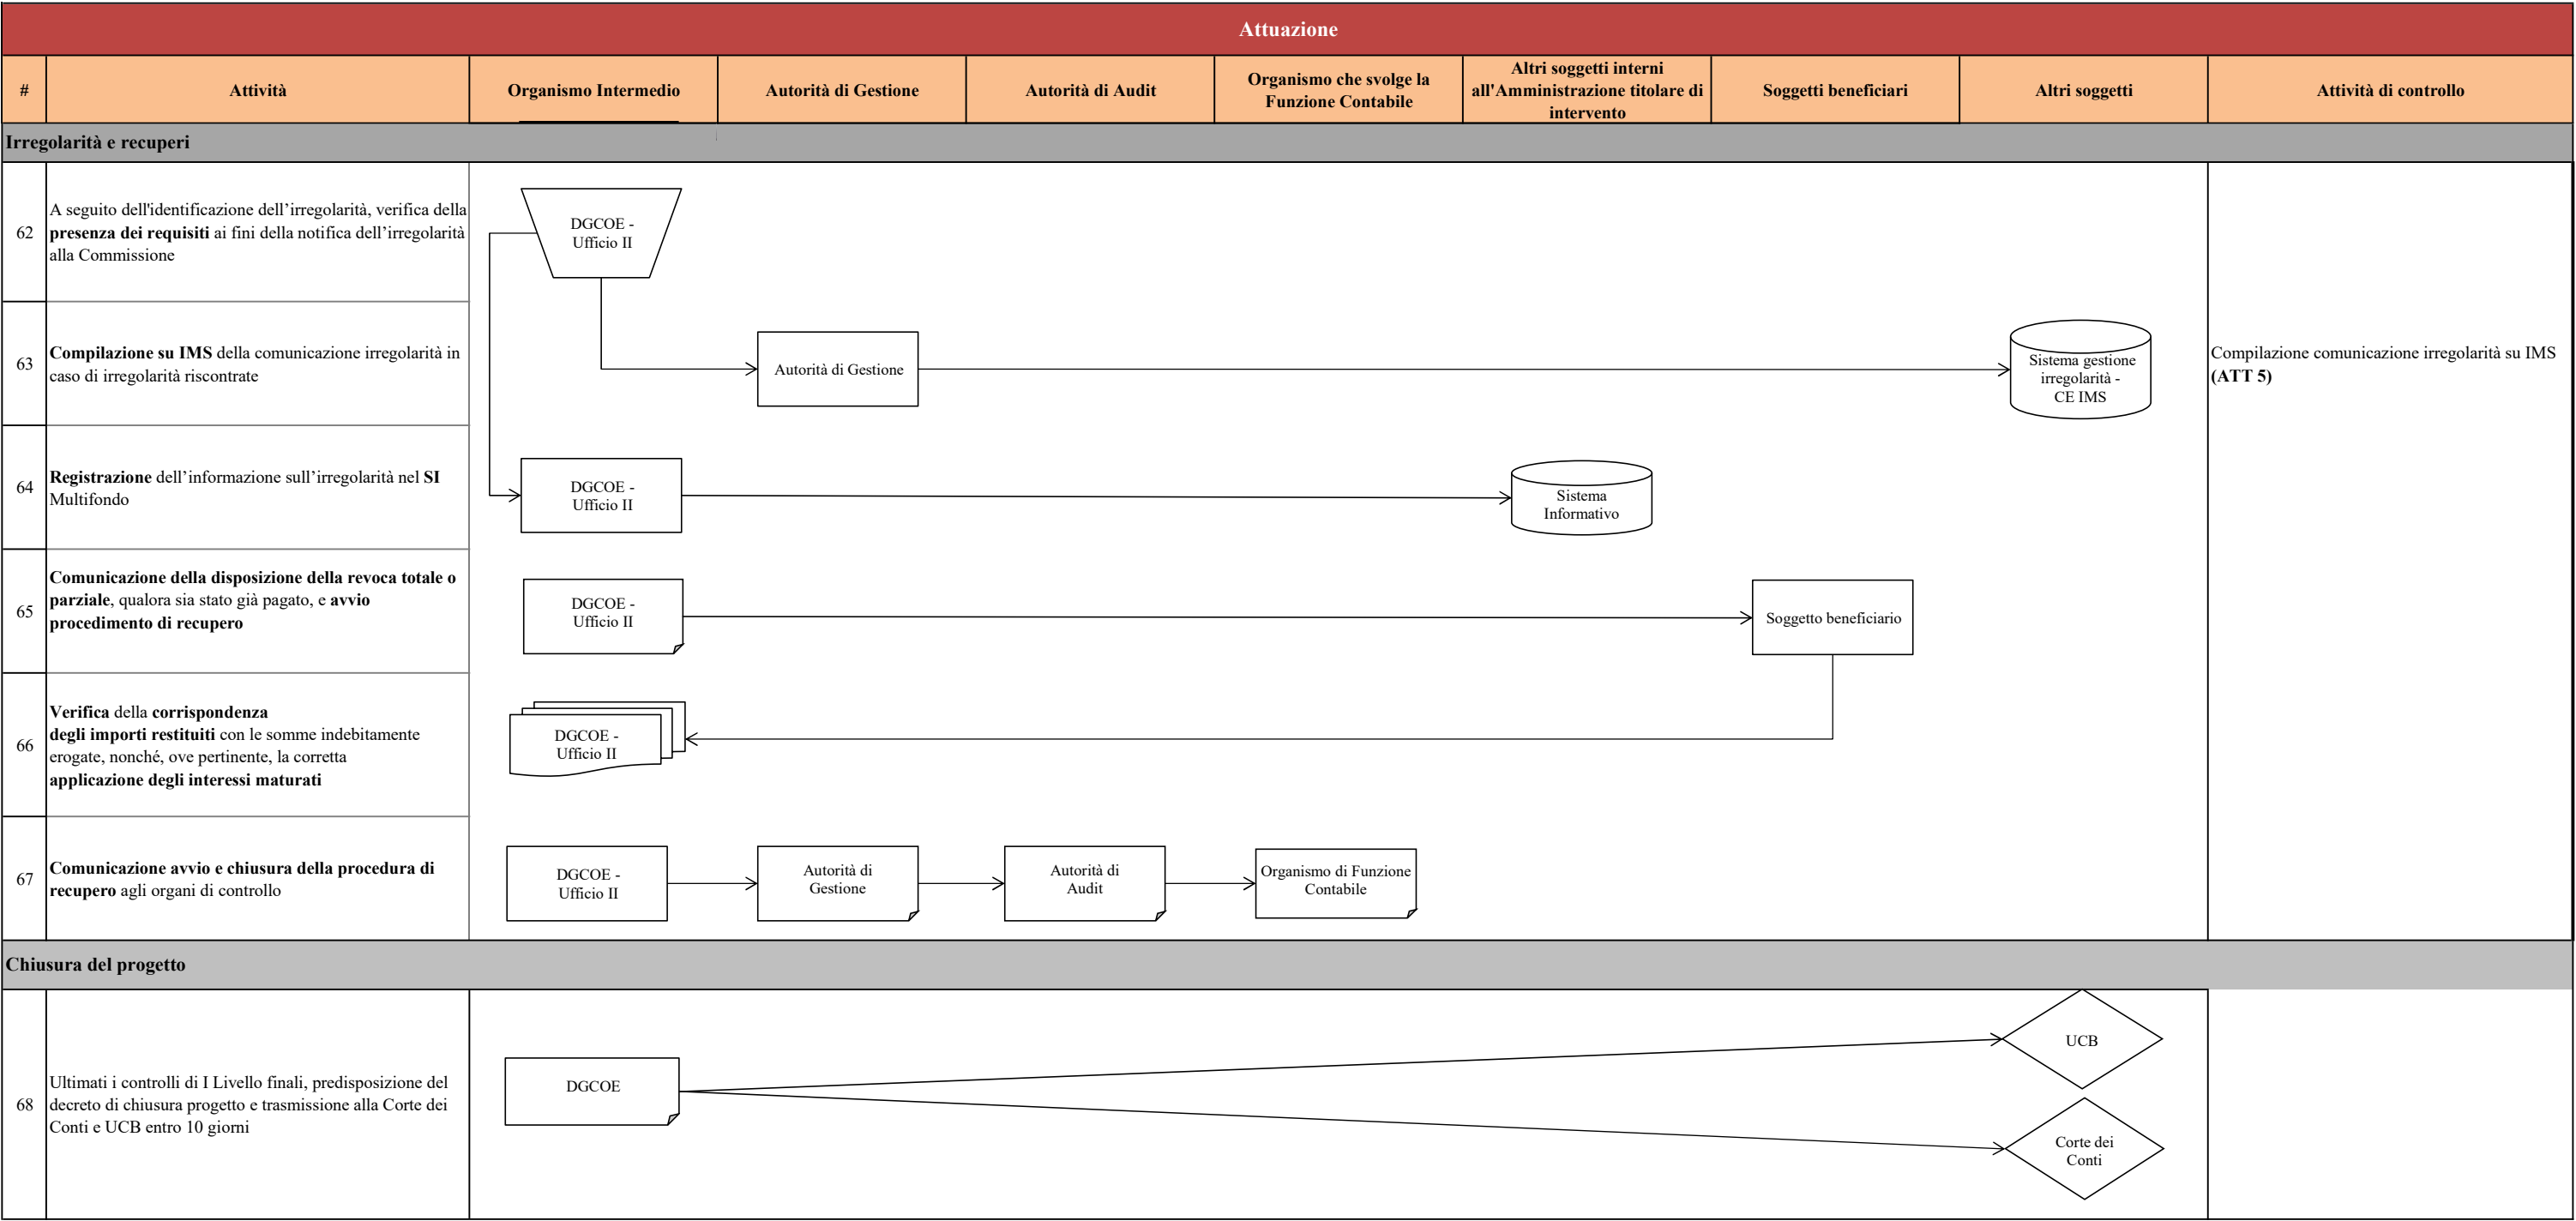 Attuazione
#
Attività
Organismo Intermedio
Autorità di Gestione
Autorità di Audit
Organismo che svolge la
Funzione Contabile
Altri soggetti interni
all'Amministrazione titolare di
intervento
Soggetti beneficiari
Altri soggetti
Attività di controllo
Irregolarità e recuperi
62
A seguito dell'identificazione dell’irregolarità, verifica della
presenza dei requisiti ai fini della notifica dell’irregolarità
alla Commissione
DGCOE -
Ufficio II
63
Compilazione su IMS della comunicazione irregolarità in
caso di irregolarità riscontrate
Autorità di Gestione
Sistema gestione
irregolarità -
CE IMS
Compilazione comunicazione irregolarità su IMS
(ATT 5)
64
Registrazione dell’informazione sull’irregolarità nel SI
Multifondo
DGCOE -
Ufficio II
Sistema
Informativo
65
Comunicazione della disposizione della revoca totale o
parziale, qualora sia stato già pagato, e avvio
procedimento di recupero
DGCOE -
Ufficio II
Soggetto beneficiario
66
Verifica della corrispondenza
degli importi restituiti con le somme indebitamente
erogate, nonché, ove pertinente, la corretta
applicazione degli interessi maturati
DGCOE -
Ufficio II
67
Comunicazione avvio e chiusura della procedura di
recupero agli organi di controllo
DGCOE -
Ufficio II
Autorità di
Gestione
Autorità di
Audit
Organismo di Funzione
Contabile
Chiusura del progetto
68
Ultimati i controlli di I Livello finali, predisposizione del
decreto di chiusura progetto e trasmissione alla Corte dei
Conti e UCB entro 10 giorni
DGCOE
UCB
Corte dei
Conti